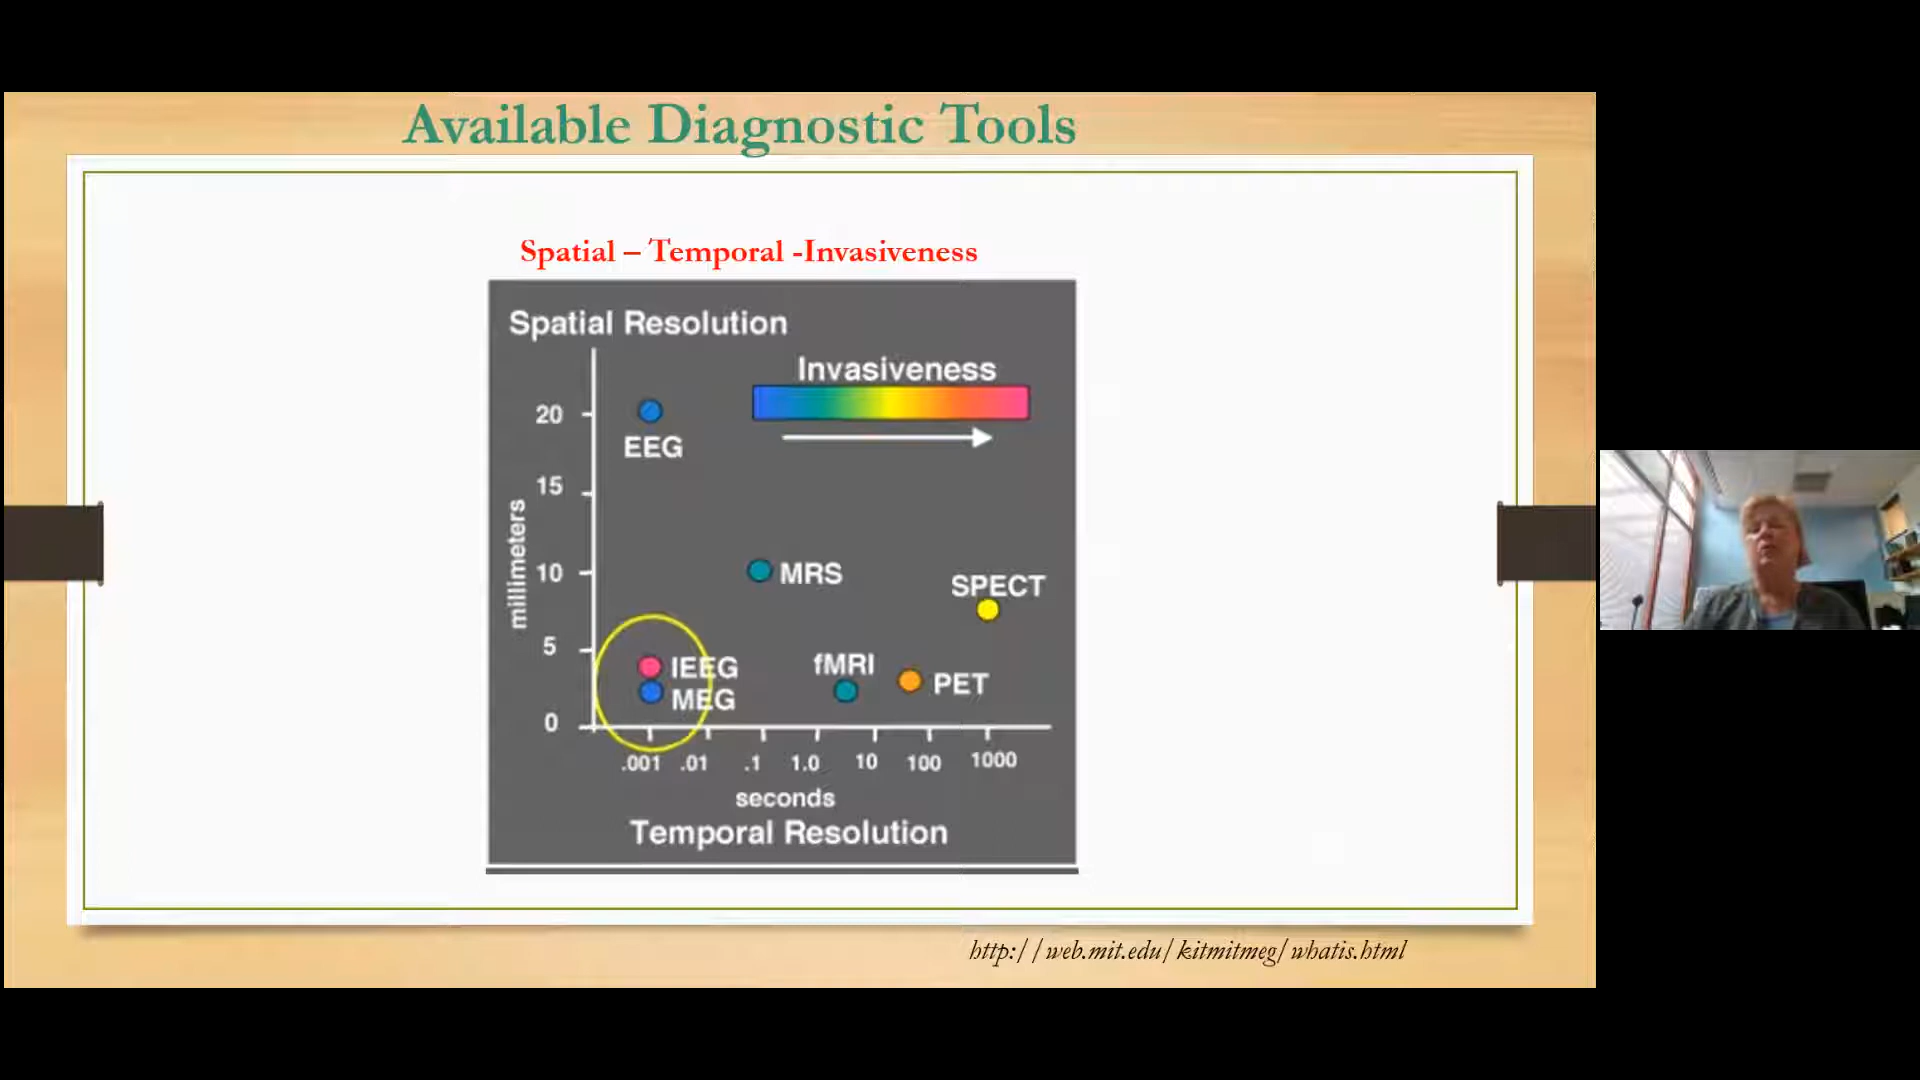 Available Diagnostic Tools
Spatial – Temporal -Invasiveness
Spatial Resolution
Invasiveness
20
EEG
15
millimeters
10
MRS
SPECT
5
IEEG
fMRI
PET
MEG
0
.001 .01 .1 1.0 10 100 1000
seconds
Temporal Resolution
http://web.mit.edu/kitmitmeg/whatis.html